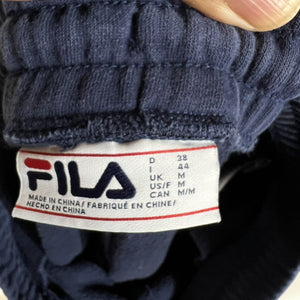 FILA
MADE IN CHINA / FABRIQUÉ EN CHINE /
HECHO EN CHINA
D 38
I 44
UK M
US/F M
CAN M/M